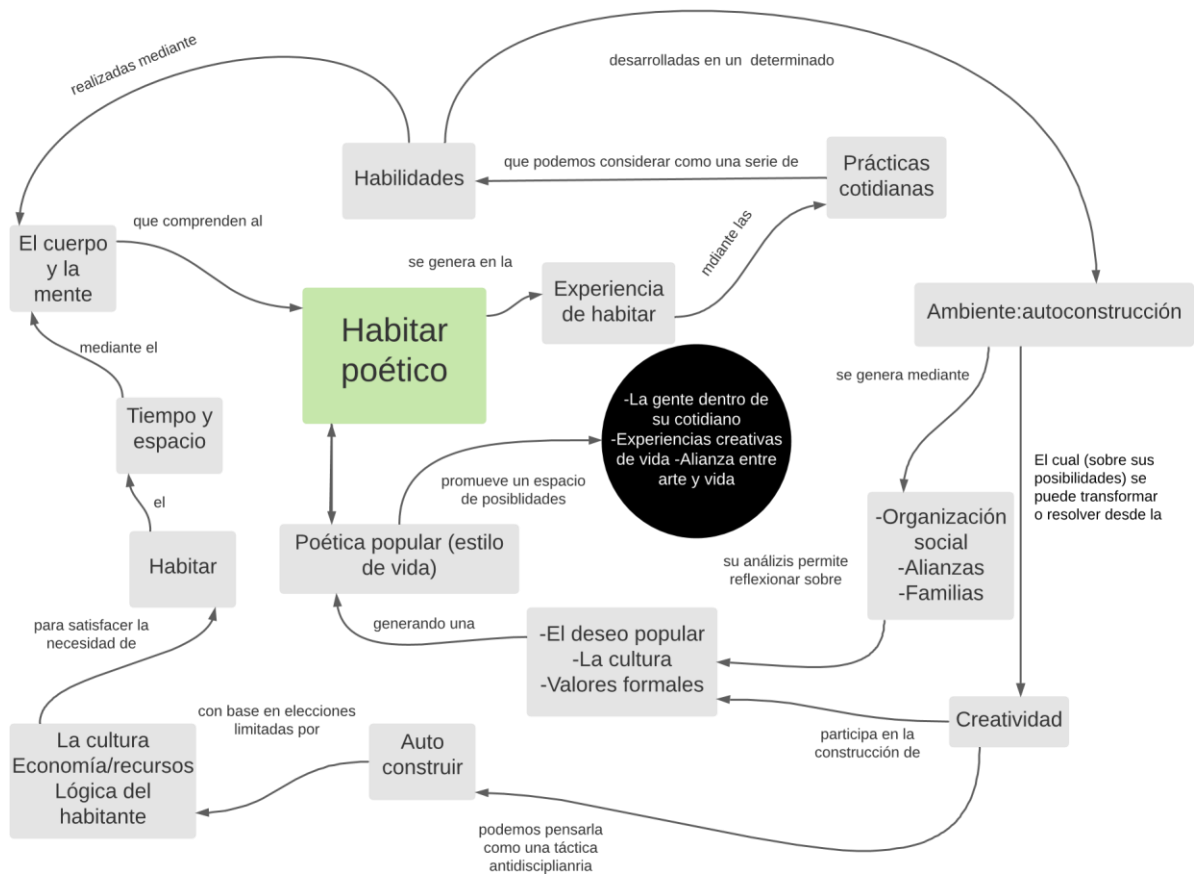 realizadas mediante
desarrolladas en un  determinado
Habilidades
que podemos considerar como una serie de
Prácticas
cotidianas
El cuerpo
y la
mente
que comprenden al
se genera en la
mdiante las
Experiencia
de habitar
Habitar
poético
Ambiente:autoconstrucción
mediante el
se genera mediante
-La gente dentro de
su cotidiano
-Experiencias creativas
de vida -Alianza entre
arte y vida
Tiempo y
espacio
El cual (sobre sus
posibilidades) se
puede transformar
o resolver desde la
promueve un espacio
de posiblidades
el
-Organización
social
-Alianzas
-Familias
Habitar
Poética popular (estilo
de vida)
su análizis permite
reflexionar sobre
para satisfacer la
necesidad de
generando una
-El deseo popular
-La cultura
-Valores formales
con base en elecciones
limitadas por
La cultura
Economía/recursos
Lógica del
habitante
Auto
construir
participa en la
construcción de
Creatividad
podemos pensarla
como una táctica
antidisciplianria